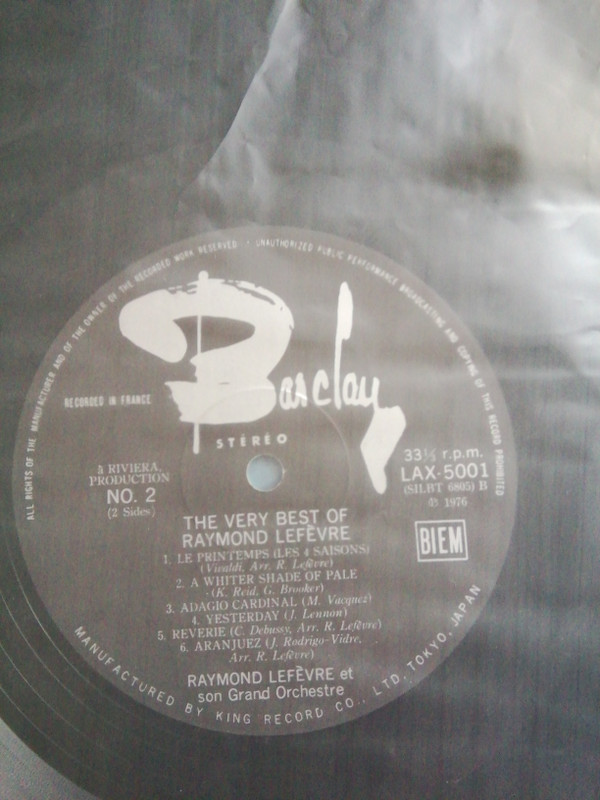 ALL RIGHTS OF THE MANUFACTURER AND OF THE OWNER OF THE RECORDED WORK RESERVED / UNAUTHORIZED PUBLIC PERFORMANCE BROADCASTING AND COPYING OF THIS RECORD PROHIBITED
Barclay
RECORDED IN FRANCE
STÉRÉO
à RIVIERA,
PRODUCTION
NO. 2
(2 Sides)
33⅓ r.p.m.
LAX-5001
(SILBT 6805) B
℗ 1976
BIEM
THE VERY BEST OF
RAYMOND LEFÈVRE
1. LE PRINTEMPS (LES 4 SAISONS)
(Vivaldi, Arr. R. Lefèvre)
2. A WHITER SHADE OF PALE
(K. Reid, G. Brooker)
3. ADAGIO CARDINAL (M. Vacquez)
4. YESTERDAY (J. Lennon)
5. REVERIE (C. Debussy, Arr. R. Lefèvre)
6. ARANJUEZ (J. Rodrigo-Vidre,
Arr. R. Lefèvre)
RAYMOND LEFÈVRE et
son Grand Orchestre
MANUFACTURED BY KING RECORD CO., LTD. TOKYO, JAPAN